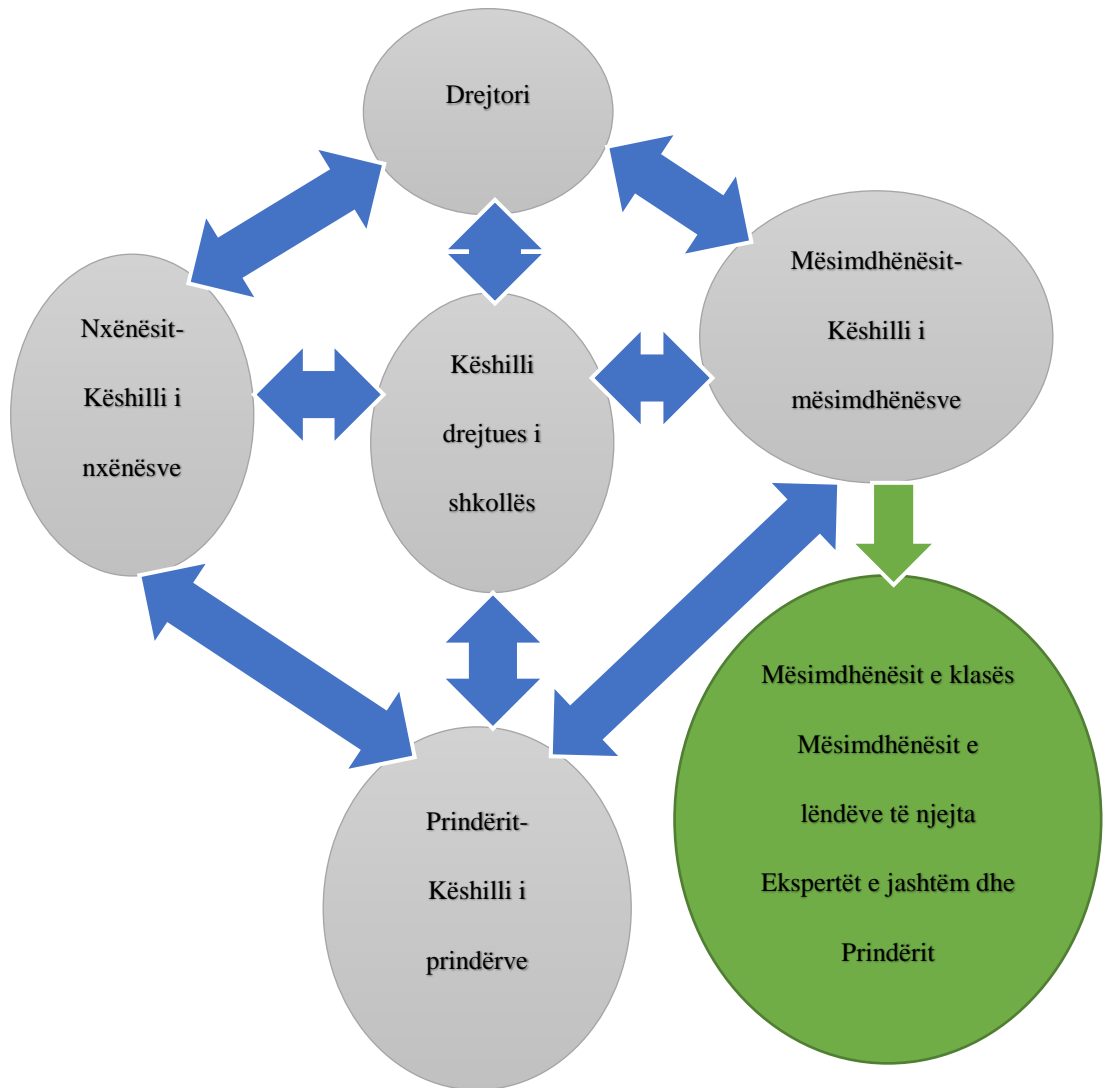 Drejtori
Mësimdhënësit-
Këshilli i
mësimdhënësve
Nxënësit-
Këshilli i
nxënësve
Këshilli
drejtues i
shkollës
Mësimdhënësit e klasës
Mësimdhënësit e
lëndëve të njejta
Ekspertët e jashtëm dhe
Prindërit
Prindërit-
Këshilli i
prindërve